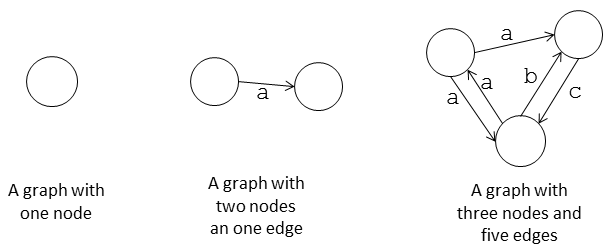 a
a
a
a
b
c
A graph with
one node
A graph with
two nodes
an one edge
A graph with
three nodes and
five edges